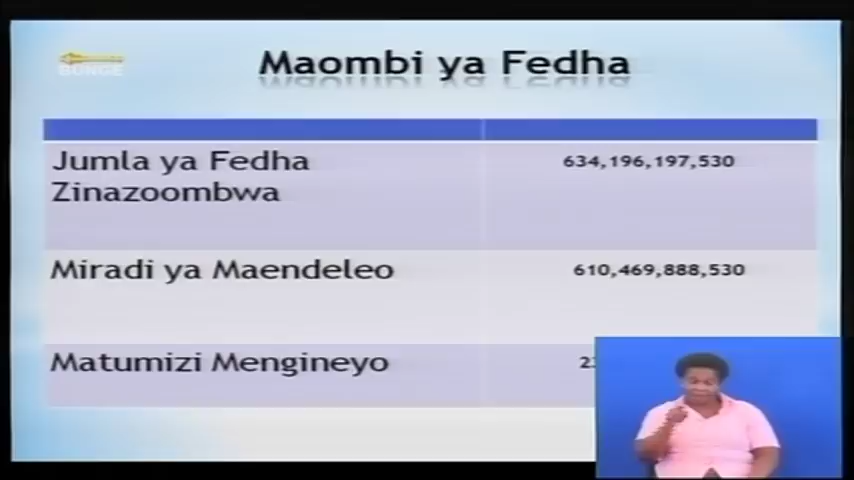 BUNGE
Maombi ya Fedha
Jumla ya Fedha
Zinazoombwa
634,196,197,530
Miradi ya Maendeleo
610,469,888,530
Matumizi Mengineyo